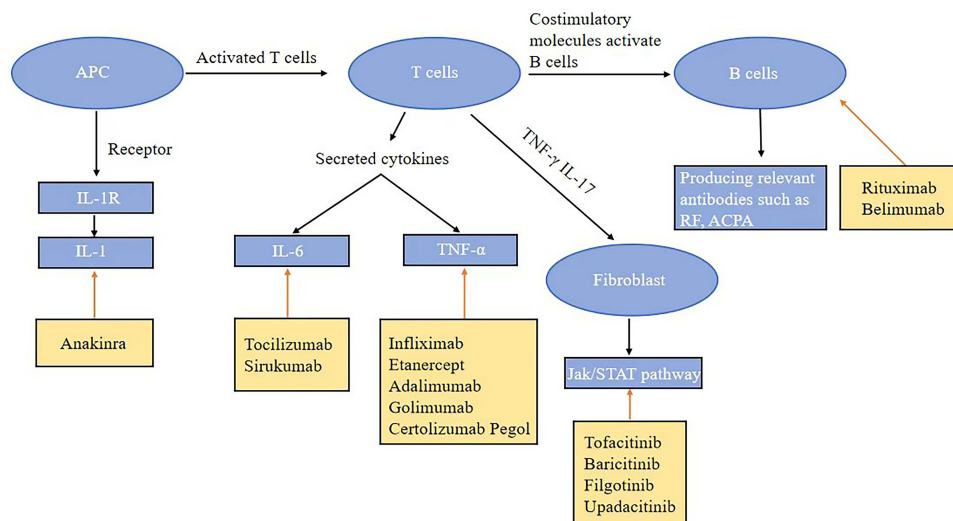 APC
Activated T cells
T cells
Costimulatory
molecules activate
B cells
B cells
Receptor
Secreted cytokines
TNF-γ IL-17
IL-1R
IL-1
IL-6
TNF-α
Producing relevant
antibodies such as
RF, ACPA
Rituximab
Belimumab
Fibroblast
Anakinra
Tocilizumab
Sirukumab
Infliximab
Etanercept
Adalimumab
Golimumab
Certolizumab Pegol
Jak/STAT pathway
Tofacitinib
Baricitinib
Filgotinib
Upadacitinib